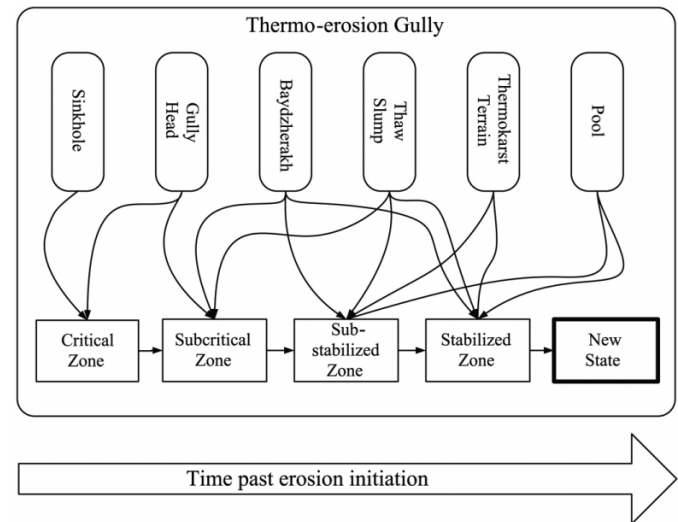 Thermo-erosion Gully
Sinkhole
Gully
Head
Baydzherakh
Thaw
Slump
Thermokarst
Terrain
Pool
Critical
Zone
Subcritical
Zone
Sub-
stabilized
Zone
Stabilized
Zone
New
State
Time past erosion initiation